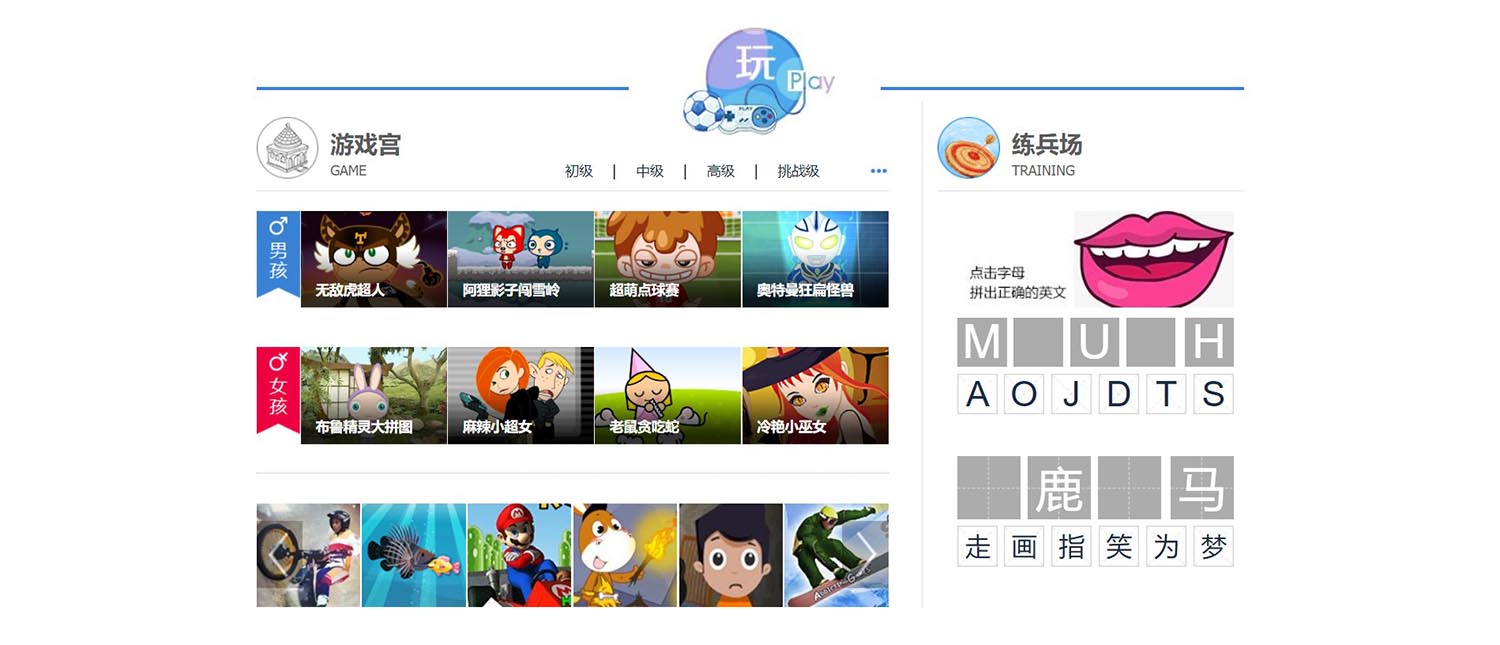 玩
Play
PLAY
游戏宫
GAME
初级 | 中级 | 高级 | 挑战级
男孩
无敌虎超人
阿狸影子闯雪岭
超萌点球赛
奥特曼狂扁怪兽
女孩
布鲁精灵大拼图
麻辣小超女
老鼠贪吃蛇
冷艳小巫女
练兵场
TRAINING
点击字母
拼出正确的英文
M U H
A O J D T S
鹿 马
走 画 指 笑 为 梦